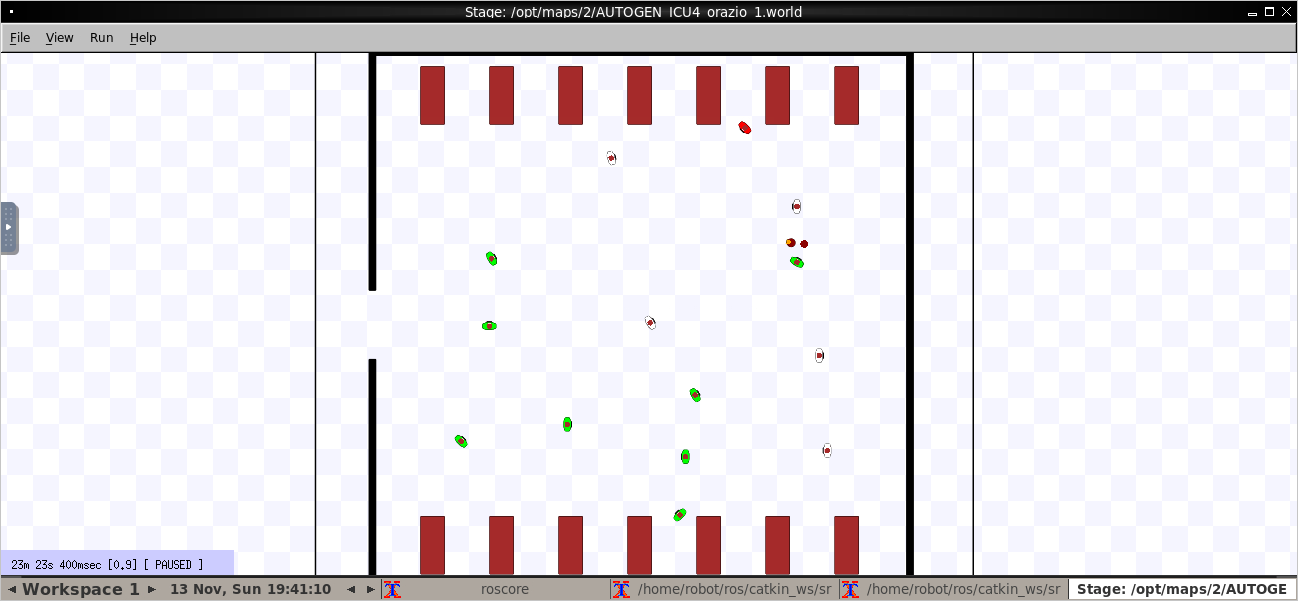 Stage: /opt/maps/2/AUTOGEN_ICU4_orazio_1.world
File View Run Help
23m 23s 400msec [0.9] [ PAUSED ]
Workspace 1 13 Nov, Sun 19:41:10 roscore /home/robot/ros/catkin_ws/sr /home/robot/ros/catkin_ws/sr Stage: /opt/maps/2/AUTOGE